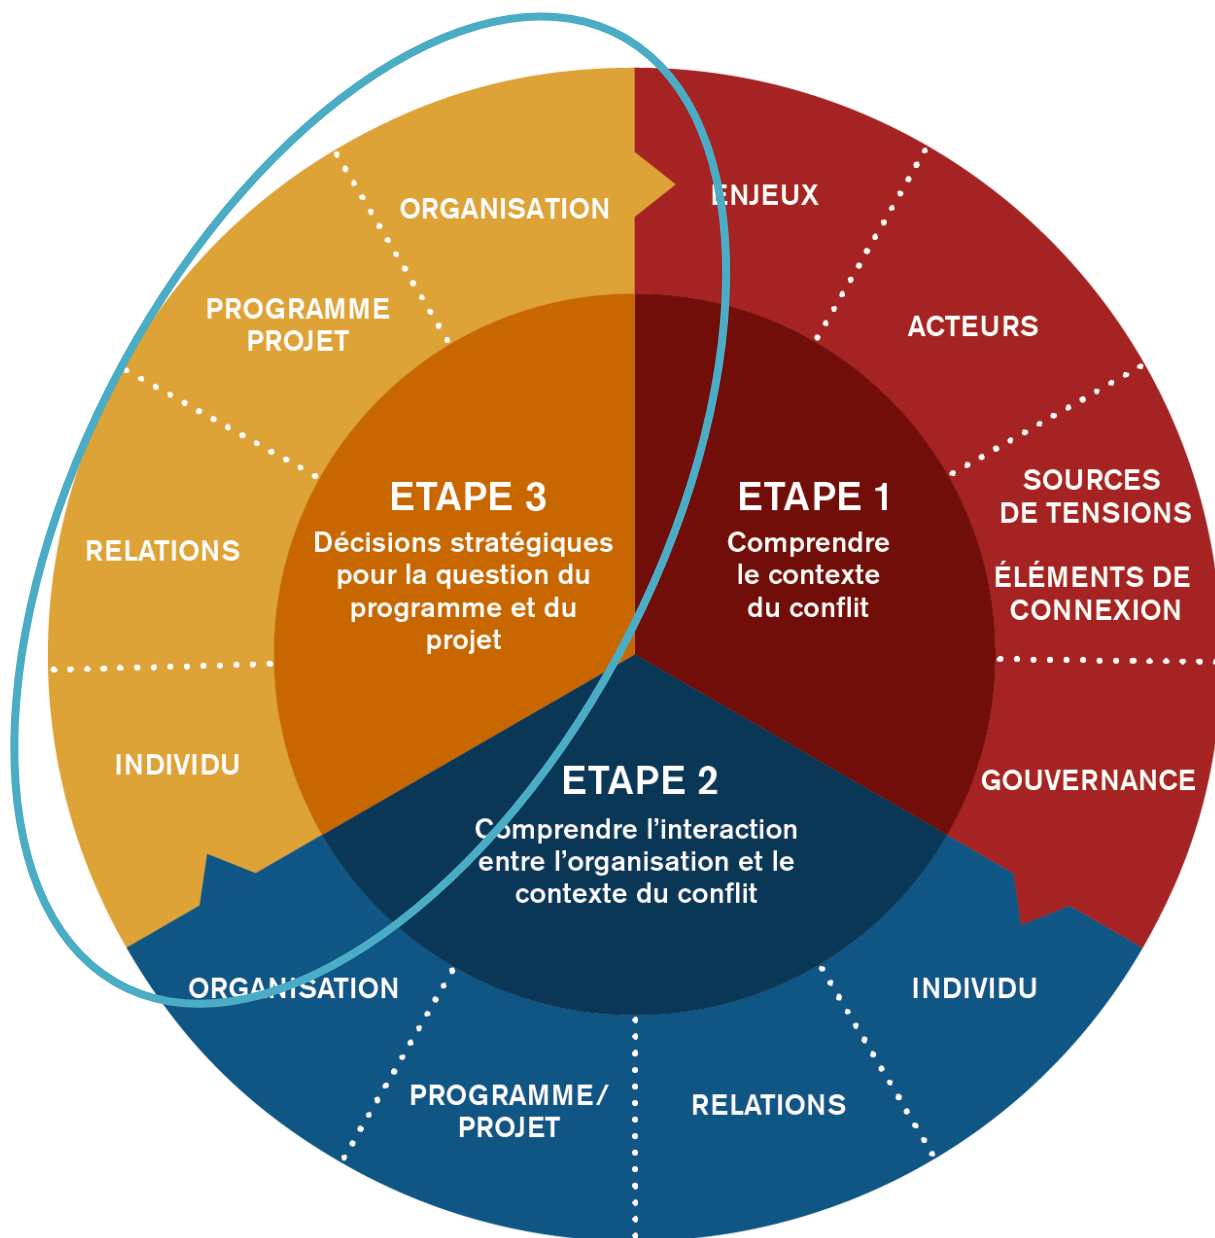 ORGANISATION
ENJEUX
PROGRAMME
PROJET
ACTEURS
RELATIONS
ETAPE 3
Décisions stratégiques
pour la question du
programme et du
projet
ETAPE 1
Comprendre
le contexte
du conflit
SOURCES
DE TENSIONS
ÉLÉMENTS DE
CONNEXION
INDIVIDU
GOUVERNANCE
ETAPE 2
Comprendre l’interaction
entre l’organisation et le
contexte du conflit
ORGANISATION
INDIVIDU
PROGRAMME/
PROJET
RELATIONS